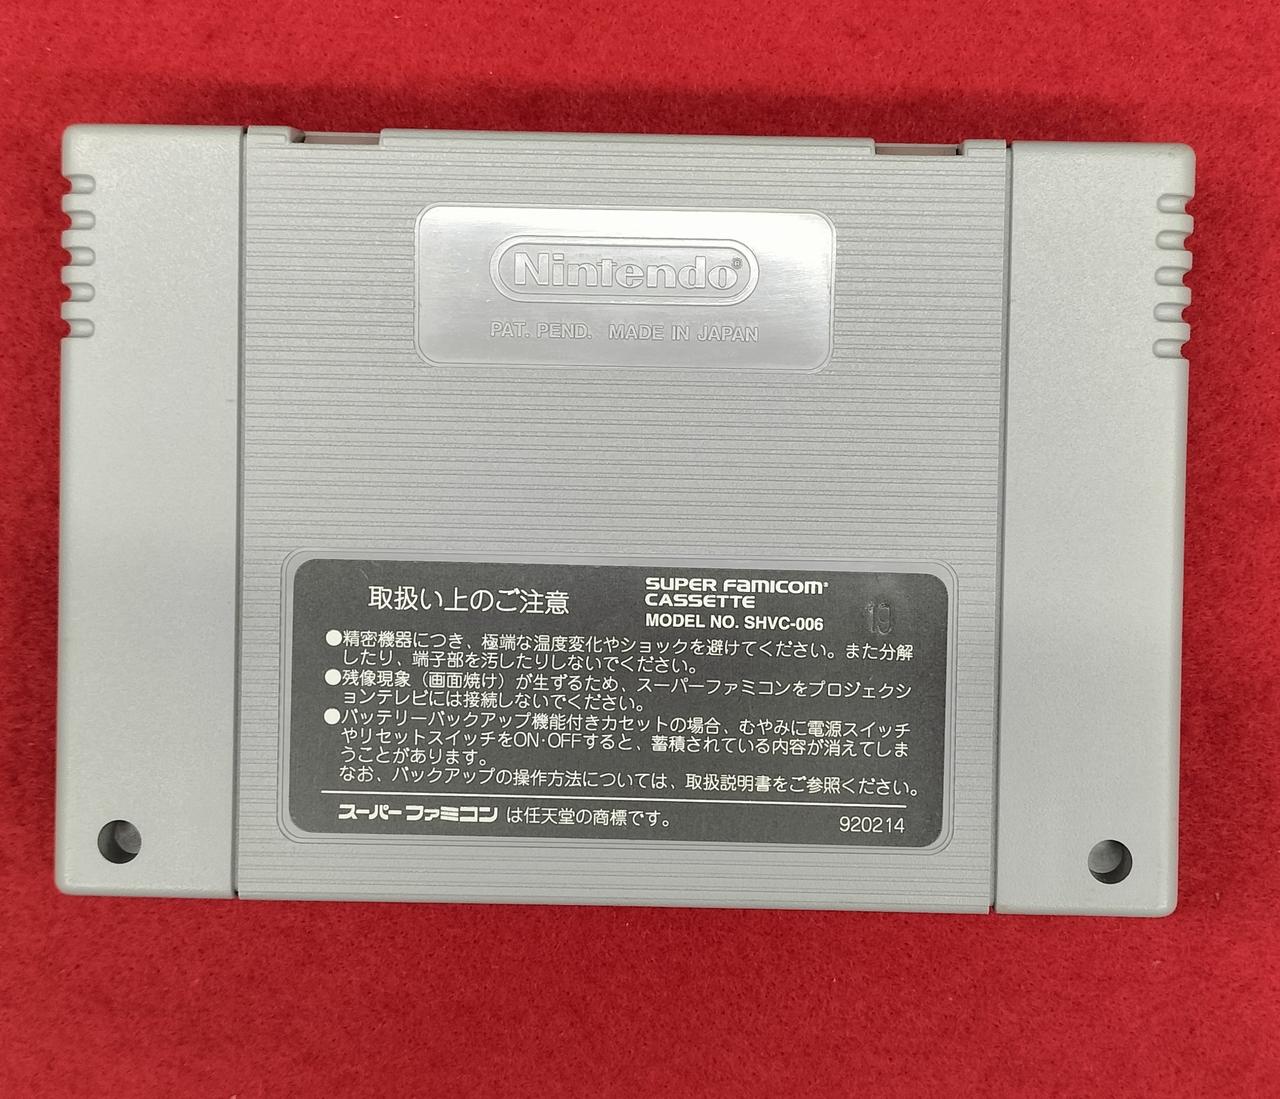 Nintendo®
PAT. PEND. MADE IN JAPAN
取扱い上のご注意
SUPER FAMICOM®
CASSETTE
MODEL NO. SHVC-006
19
●精密機器につき、極端な温度変化やショックを避けてください。また分解
したり、端子部を汚したりしないでください。
●残像現象（画面焼け）が生ずるため、スーパーファミコンをプロジェクシ
ョンテレビには接続しないでください。
●バッテリーバックアップ機能付きカセットの場合、むやみに電源スイッチ
やリセットスイッチをON·OFFすると、蓄積されている内容が消えてしま
うことがあります。
なお、バックアップの操作方法については、取扱説明書をご参照ください。
スーパーファミコン は任天堂の商標です。
920214